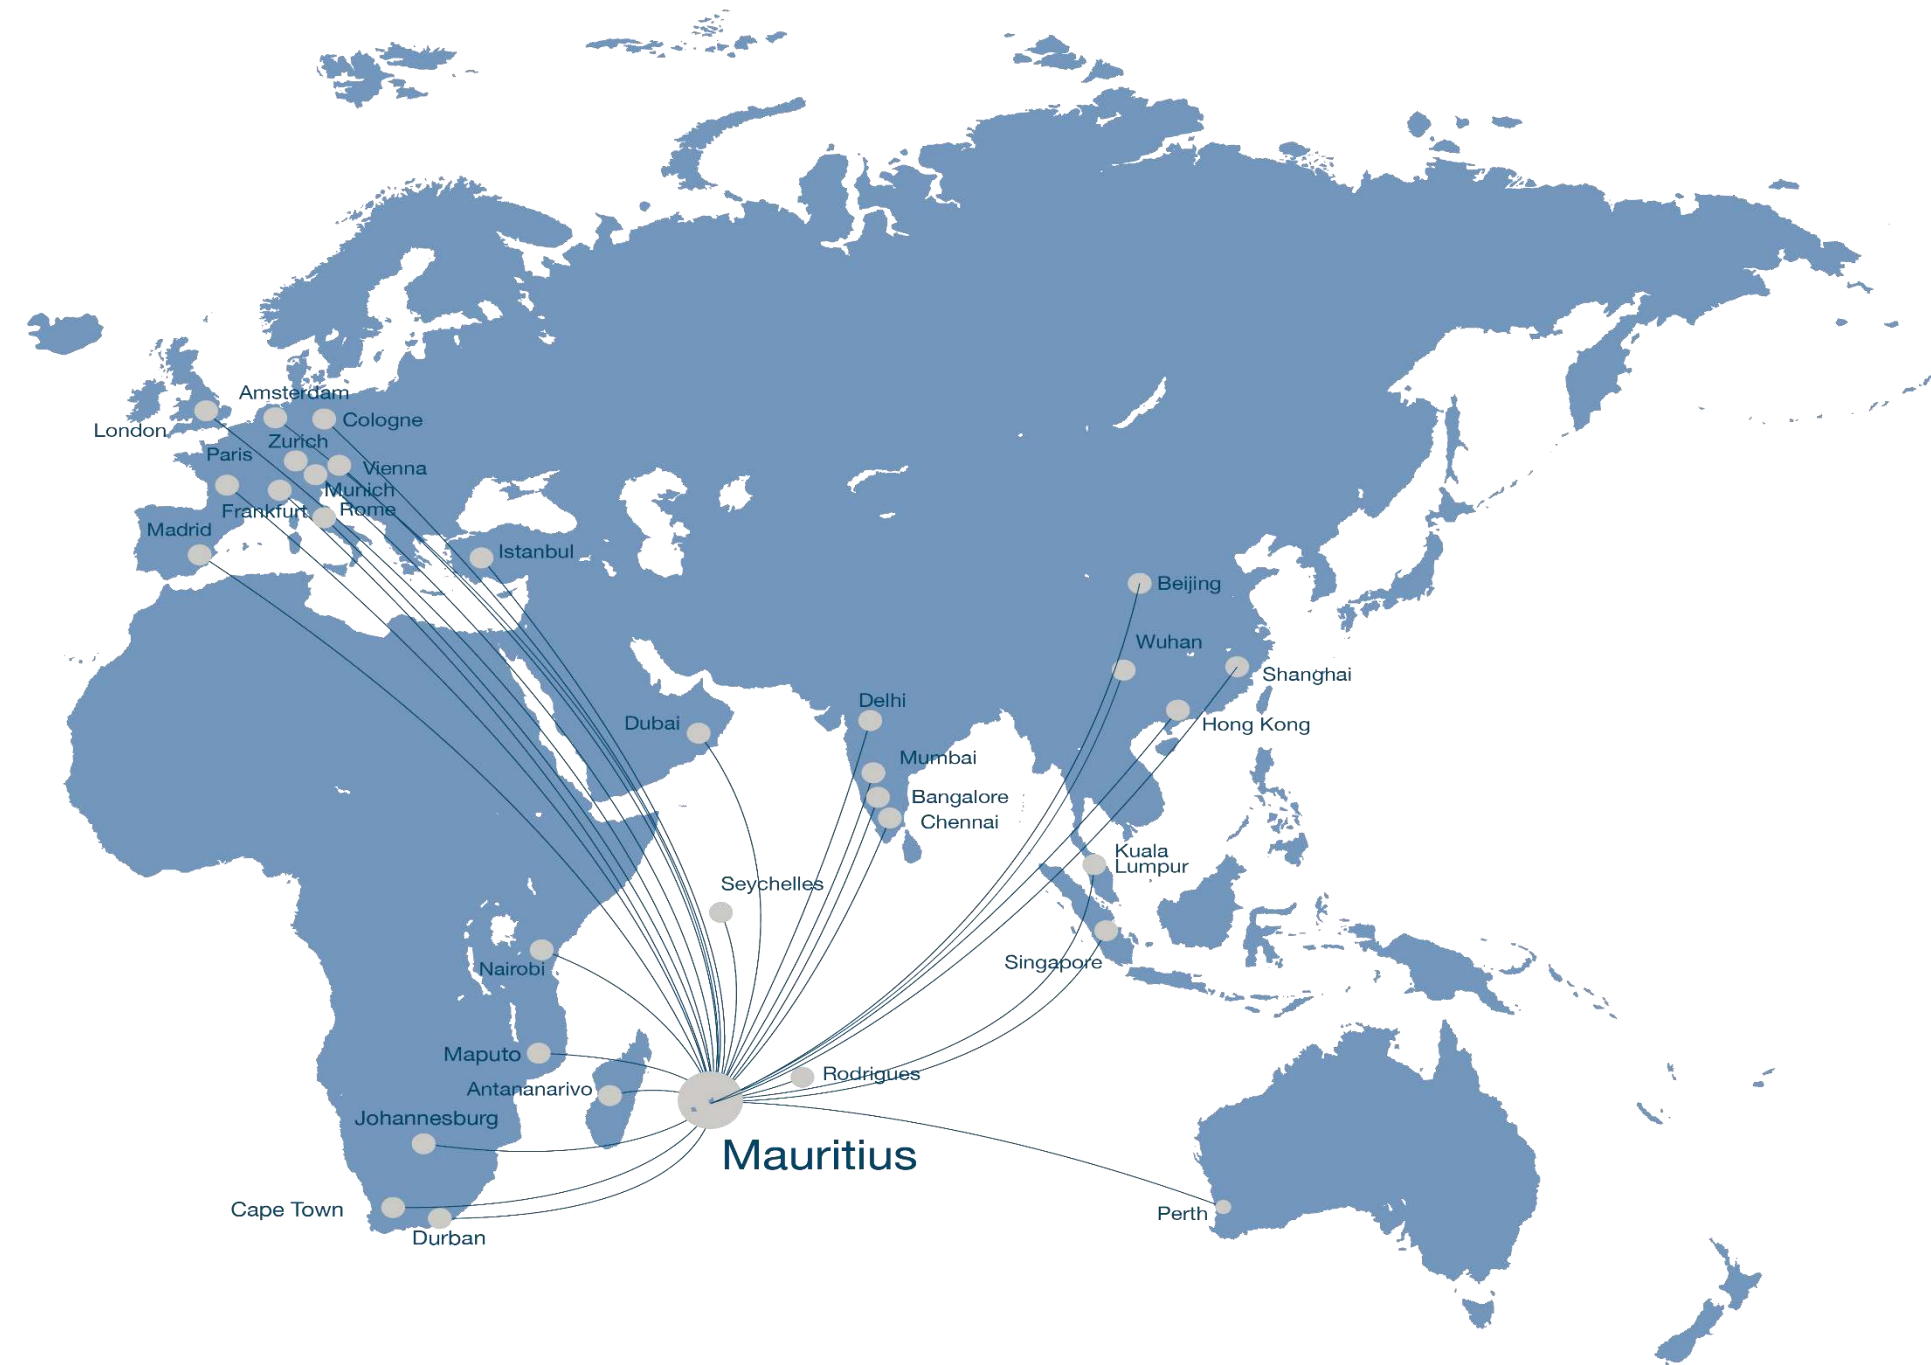 Amsterdam
Cologne
London
Zurich
Paris
Vienna
Munich
Frankfurt
Rome
Madrid
Istanbul
Beijing
Wuhan
Shanghai
Delhi
Dubai
Hong Kong
Mumbai
Bangalore
Chennai
Kuala
Lumpur
Seychelles
Singapore
Nairobi
Maputo
Rodrigues
Antananarivo
Johannesburg
Mauritius
Cape Town
Perth
Durban